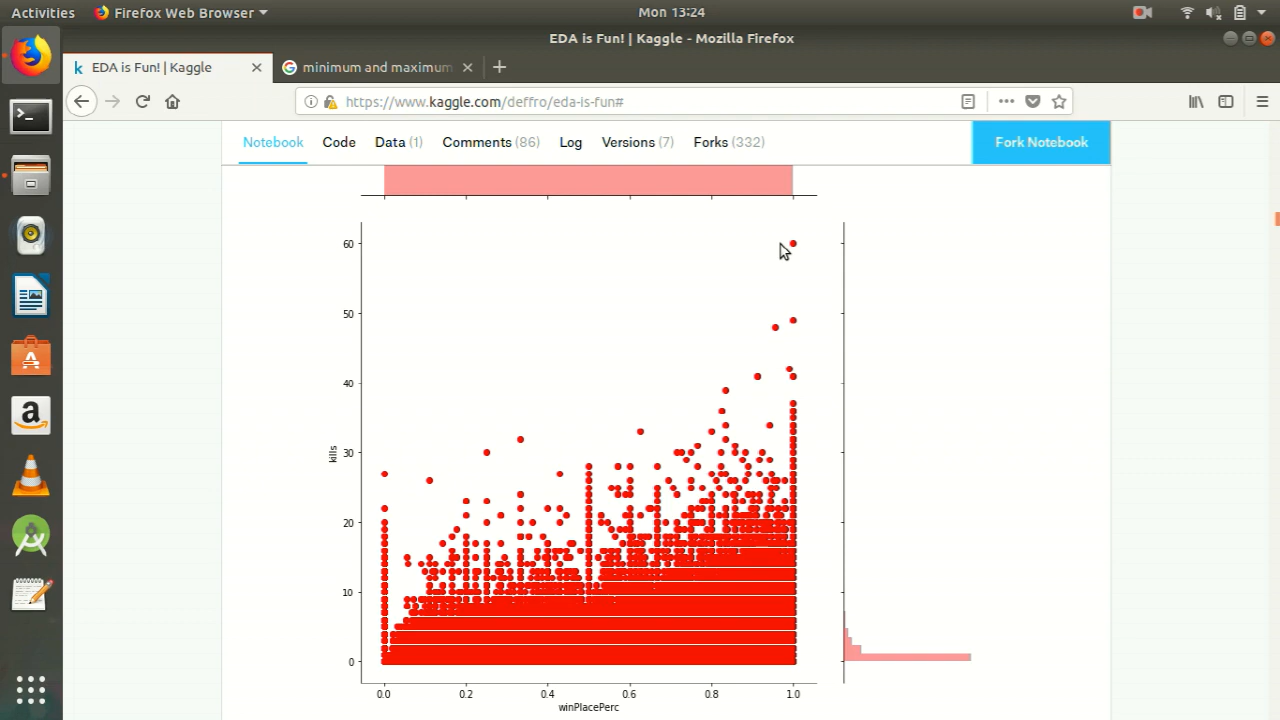 Activities Firefox Web Browser Mon 13:24
EDA is Fun! | Kaggle - Mozilla Firefox
k EDA is Fun! | Kaggle minimum and maximum
https://www.kaggle.com/deffro/eda-is-fun#
Notebook Code Data (1) Comments (86) Log Versions (7) Forks (332) Fork Notebook
60
50
40
30
20
10
0
kills
0.0 0.2 0.4 0.6 0.8 1.0
winPlacePerc